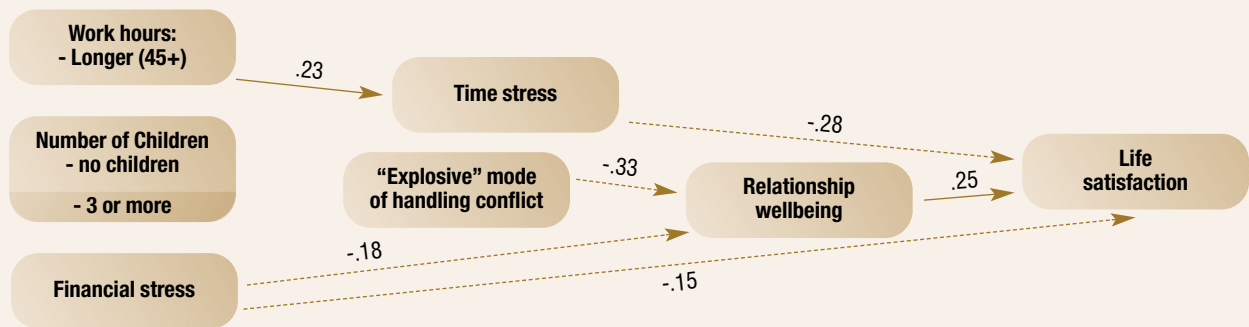 Work hours:
- Longer (45+)
.23
Time stress
-.28
Number of Children
- no children
- 3 or more
“Explosive” mode
of handling conflict
-.33
Relationship
wellbeing
.25
Life
satisfaction
-.18
Financial stress
-.15